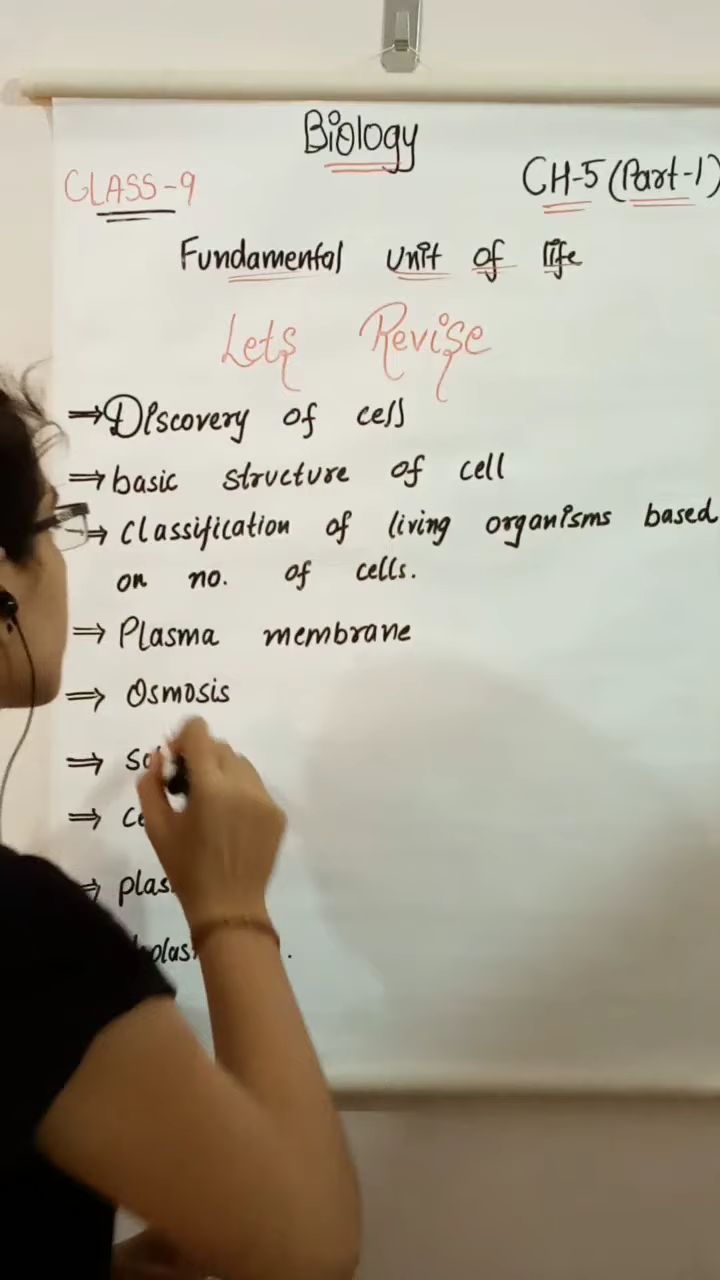 Biology
CLASS-9
CH-5 (Part-1)
Fundamental unit of life
Lets Revise
⇒ Discovery of cell
⇒ basic structure of cell
⇒ classification of living organisms based
on no. of cells.
⇒ Plasma membrane
⇒ Osmosis
⇒
⇒
⇒